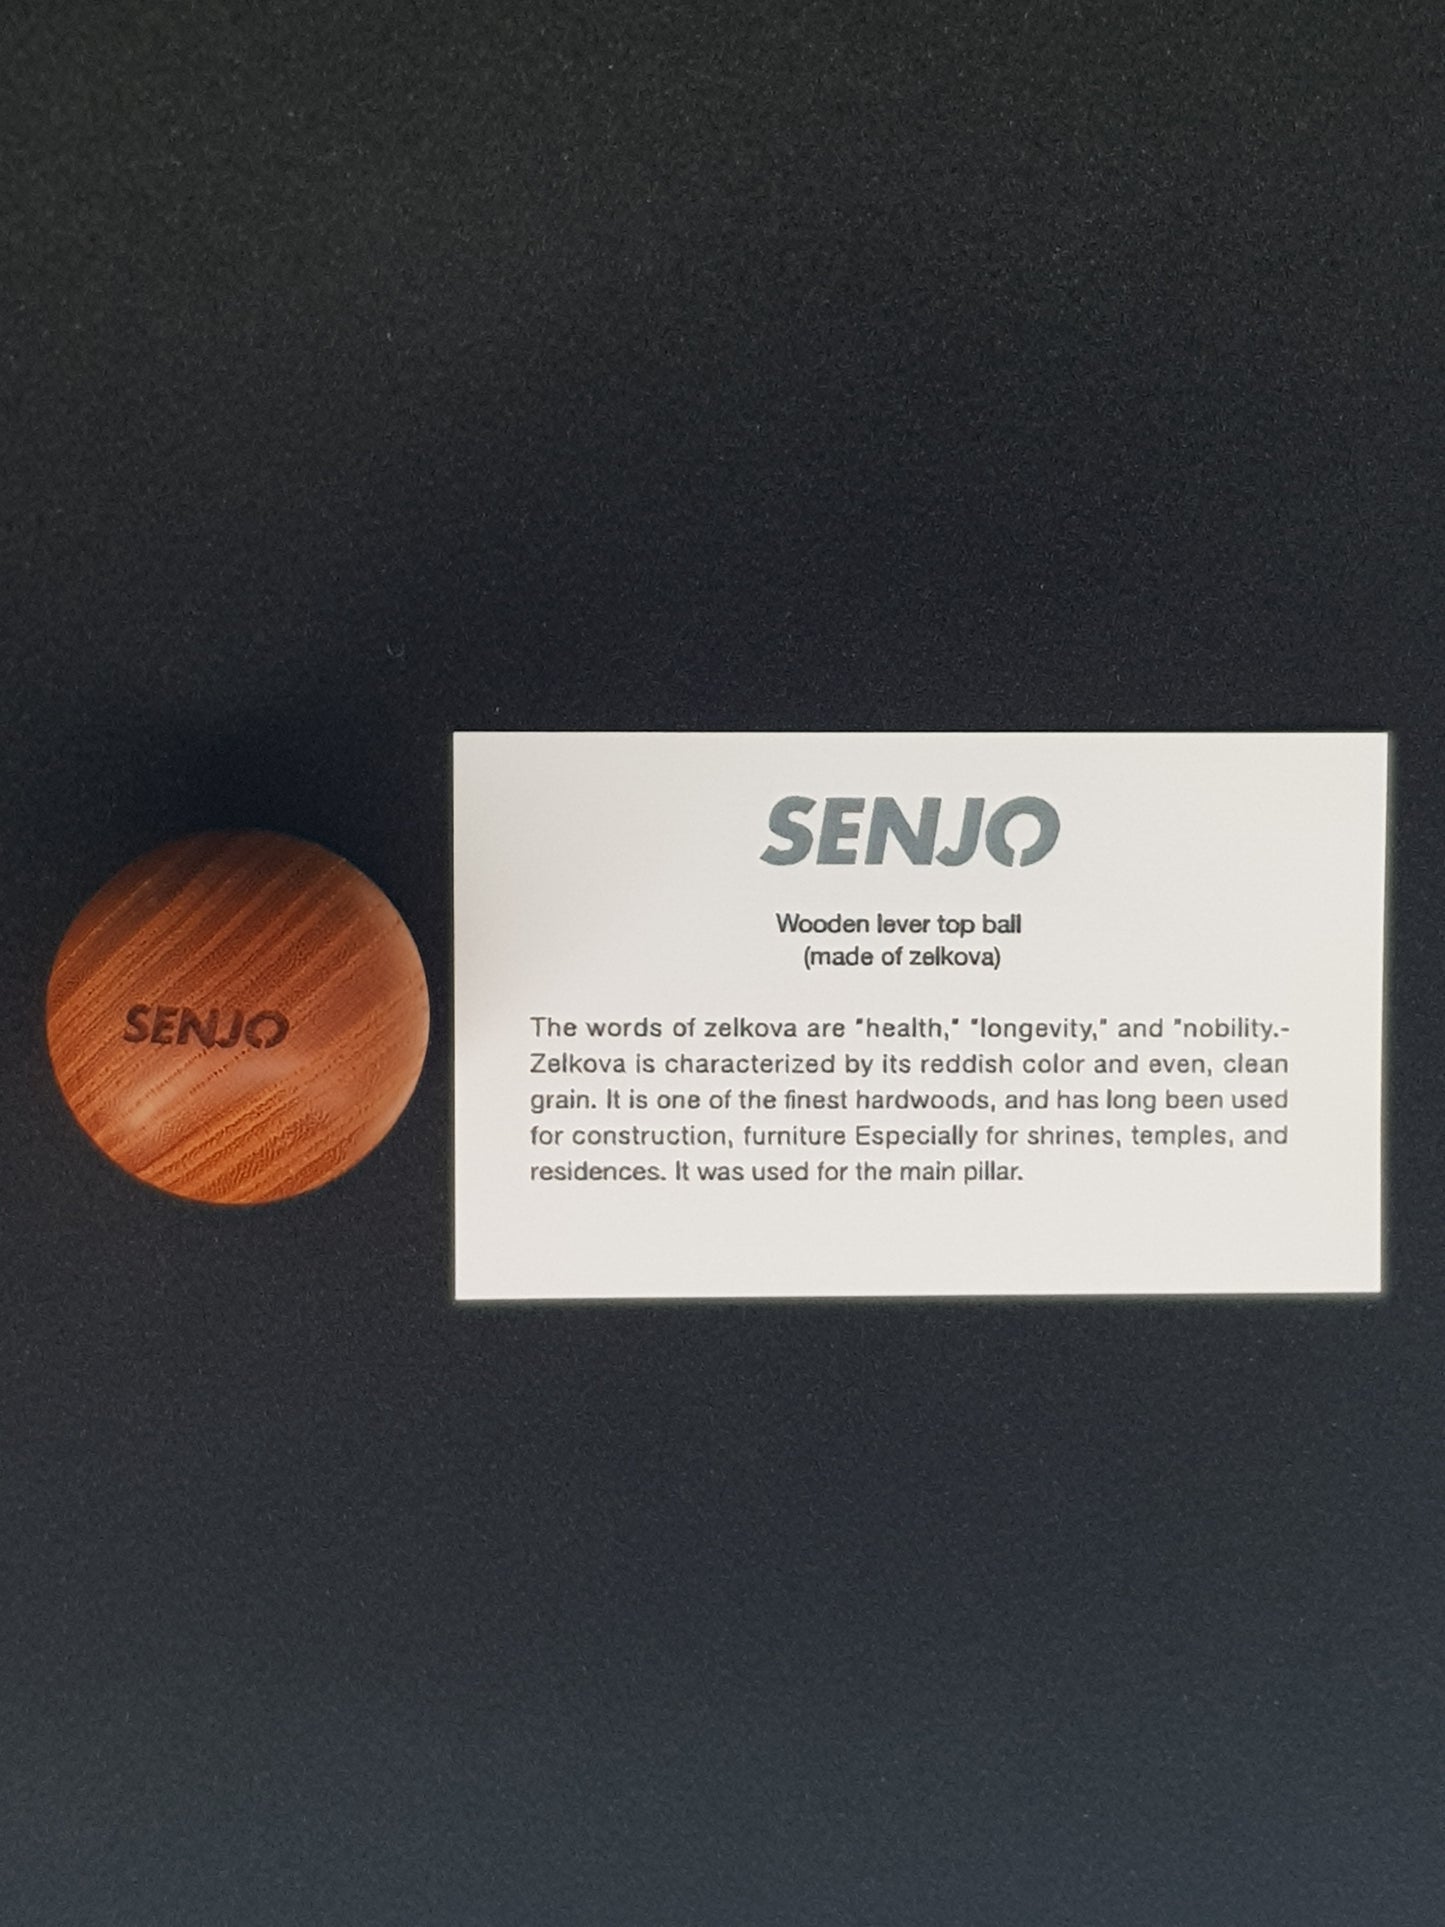 SENJO
SENJO
Wooden lever top ball
(made of zelkova)
The words of zelkova are "health," "longevity," and "nobility.-
Zelkova is characterized by its reddish color and even, clean
grain. It is one of the finest hardwoods, and has long been used
for construction, furniture Especially for shrines, temples, and
residences. It was used for the main pillar.